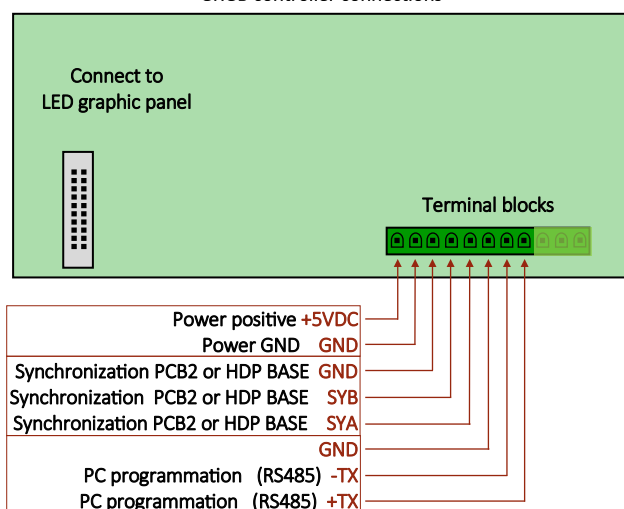 controller connections
Connect to
LED graphic panel
Terminal blocks
Power positive +5VDC
Power GND GND
Synchronization PCB2 or HDP BASE GND
Synchronization PCB2 or HDP BASE SYB
Synchronization PCB2 or HDP BASE SYA
GND
PC programmation (RS485) -TX
PC programmation (RS485) +TX